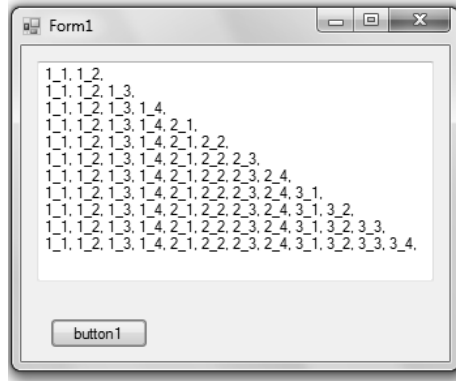 Form1
1_1, 1_2,
1_1, 1_2, 1_3,
1_1, 1_2, 1_3, 1_4,
1_1, 1_2, 1_3, 1_4, 2_1,
1_1, 1_2, 1_3, 1_4, 2_1, 2_2,
1_1, 1_2, 1_3, 1_4, 2_1, 2_2, 2_3,
1_1, 1_2, 1_3, 1_4, 2_1, 2_2, 2_3, 2_4,
1_1, 1_2, 1_3, 1_4, 2_1, 2_2, 2_3, 2_4, 3_1,
1_1, 1_2, 1_3, 1_4, 2_1, 2_2, 2_3, 2_4, 3_1, 3_2,
1_1, 1_2, 1_3, 1_4, 2_1, 2_2, 2_3, 2_4, 3_1, 3_2, 3_3,
1_1, 1_2, 1_3, 1_4, 2_1, 2_2, 2_3, 2_4, 3_1, 3_2, 3_3, 3_4,
button1